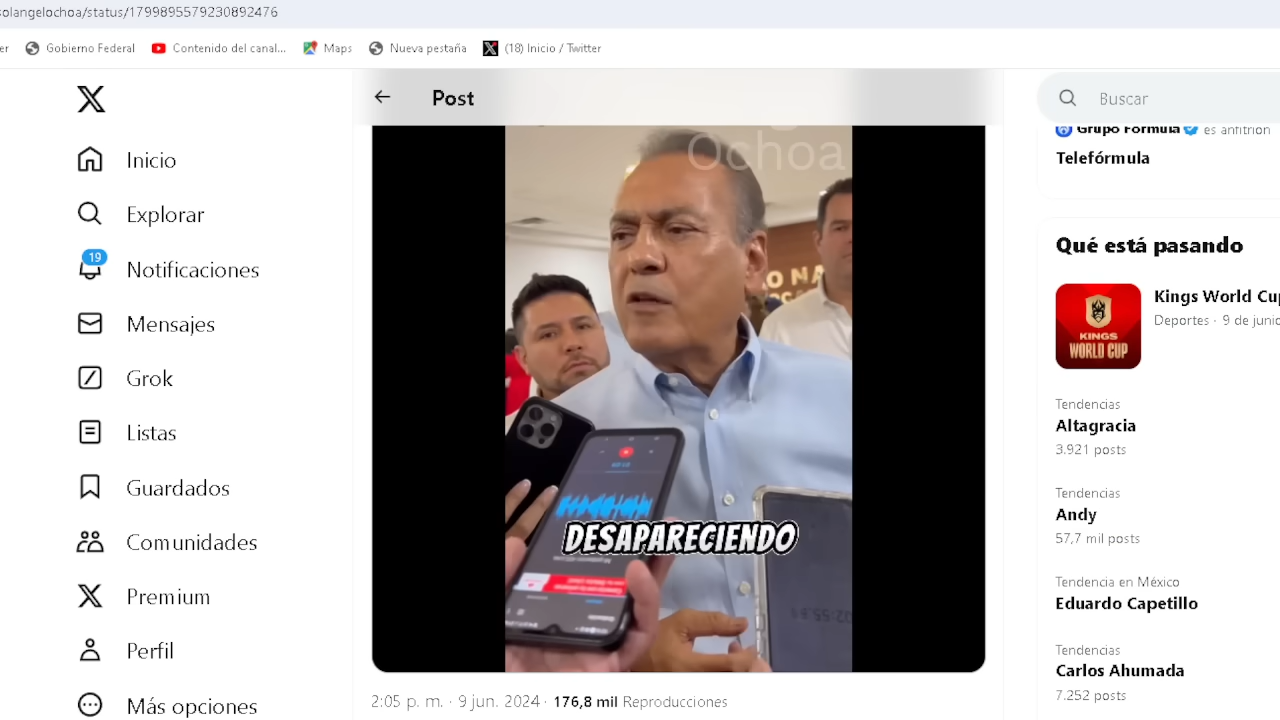 solangelochoa/status/1799895579230892476
er Gobierno Federal Contenido del canal... Maps Nueva pestaña (18) Inicio / Twitter
Post
Buscar
Inicio
Explorar
19
Notificaciones
Mensajes
Grok
Listas
Guardados
Comunidades
Premium
Perfil
Más opciones
Ochoa
O NA
DESAPARECIENDO
2:05 p. m. · 9 jun. 2024 · 176,8 mil Reproducciones
Grupo Fórmula es anfitrión
Telefórmula
Qué está pasando
KINGS
WORLD CUP
Kings World Cup
Deportes · 9 de junio
Tendencias
Altagracia
3.921 posts
Tendencias
Andy
57,7 mil posts
Tendencia en México
Eduardo Capetillo
Tendencias
Carlos Ahumada
7.252 posts